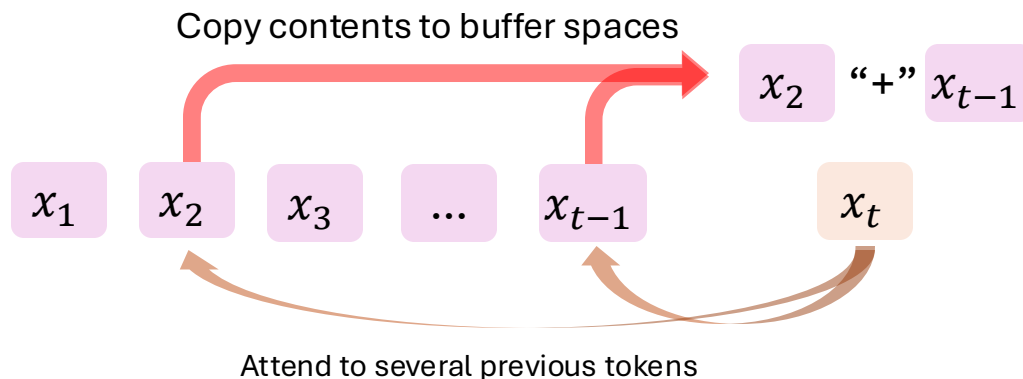 Copy contents to buffer spaces
x₂ “+” xₜ₋₁
x₁ x₂ x₃ ... xₜ₋₁ xₜ
Attend to several previous tokens